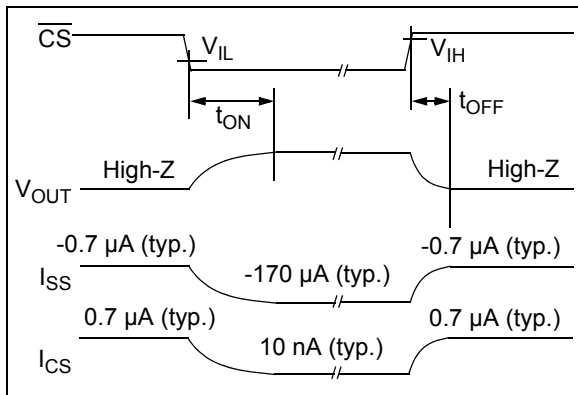 CS
V_IL
V_IH
t_ON
t_OFF
High-Z
High-Z
V_OUT
-0.7 µA (typ.)
-0.7 µA (typ.)
I_SS
-170 µA (typ.)
0.7 µA (typ.)
0.7 µA (typ.)
I_CS
10 nA (typ.)